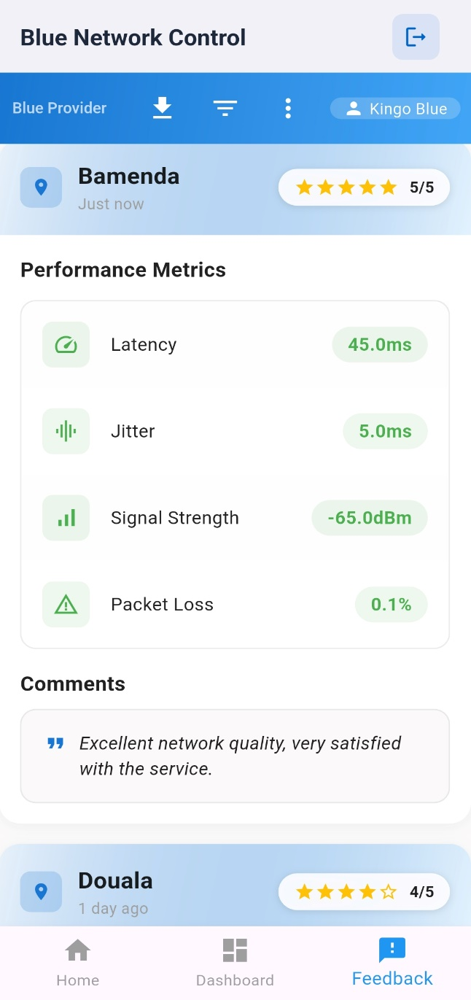 Blue Network Control
Blue Provider
Kingo Blue
Bamenda
Just now
5/5
Performance Metrics
Latency
45.0ms
Jitter
5.0ms
Signal Strength
-65.0dBm
Packet Loss
0.1%
Comments
Excellent network quality, very satisfied
with the service.
Douala
1 day ago
4/5
Home
Dashboard
Feedback